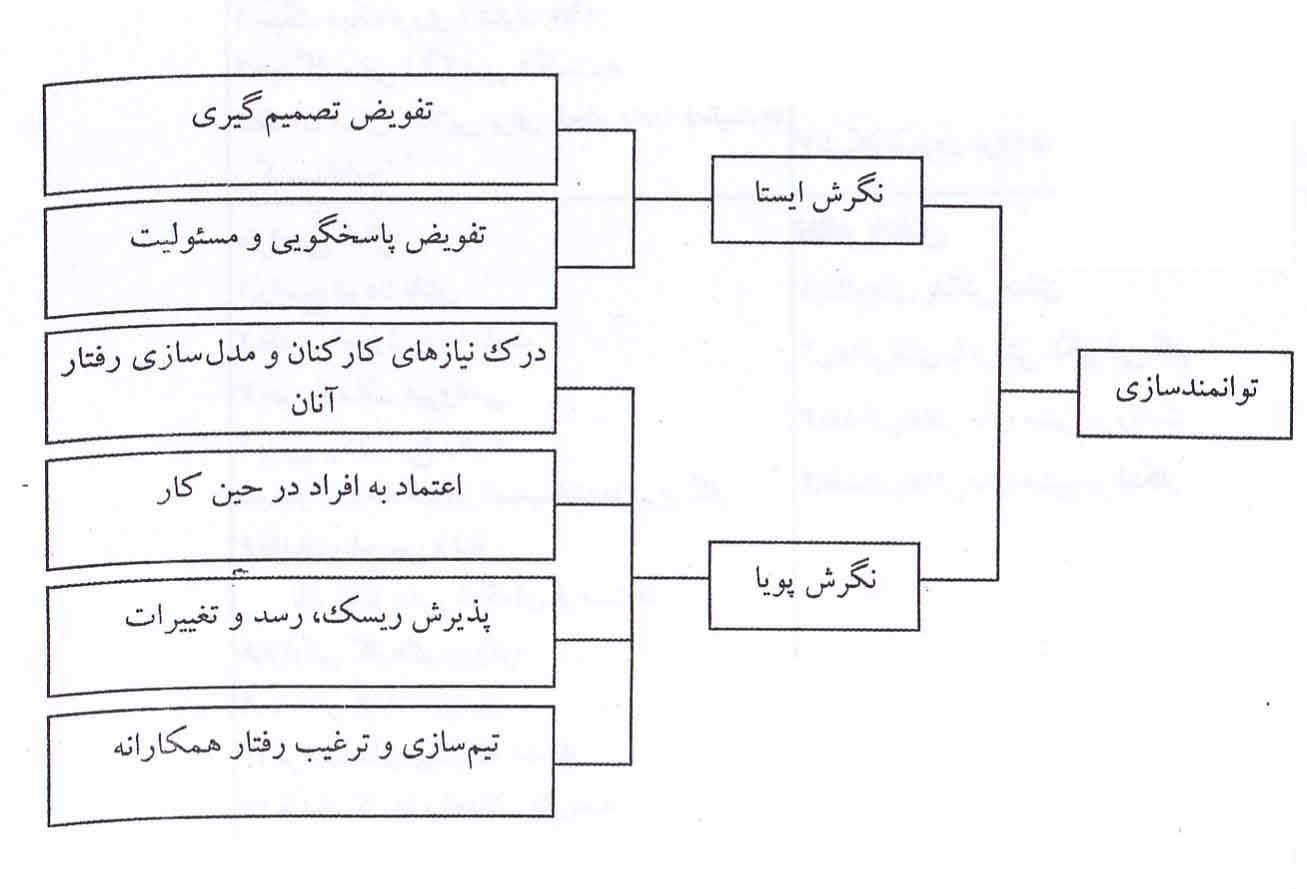 توانمندسازی
نگرش ایستا
تفویض تصمیم‌گیری
تفویض پاسخگویی و مسئولیت
نگرش پویا
درک نیازهای کارکنان و مدل‌سازی رفتار
آنان
اعتماد به افراد در حین کار
پذیرش ریسک، رسد و تغییرات
تیم‌سازی و ترغیب رفتار همکارانه